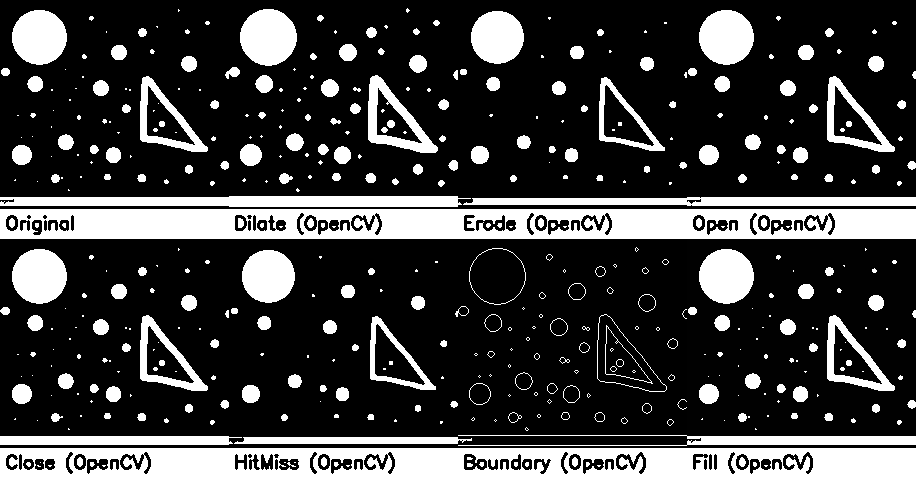 Original
Dilate (OpenCV)
Erode (OpenCV)
Open (OpenCV)
Close (OpenCV)
HitMiss (OpenCV)
Boundary (OpenCV)
Fill (OpenCV)